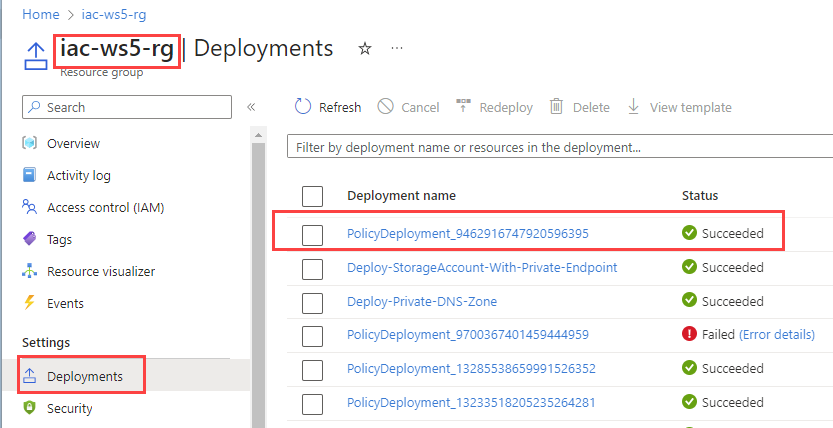 Home > iac-ws5-rg
iac-ws5-rg | Deployments
Resource group
Search
Refresh Cancel Redeploy Delete View template
Overview
Activity log
Access control (IAM)
Tags
Resource visualizer
Events
Settings
Deployments
Security
Filter by deployment name or resources in the deployment...
Deployment name Status
PolicyDeployment_9462916747920596395 Succeeded
Deploy-StorageAccount-With-Private-Endpoint Succeeded
Deploy-Private-DNS-Zone Succeeded
PolicyDeployment_9700367401459444959 Failed (Error details)
PolicyDeployment_13285538659991526352 Succeeded
PolicyDeployment_13233518205235264281 Succeeded